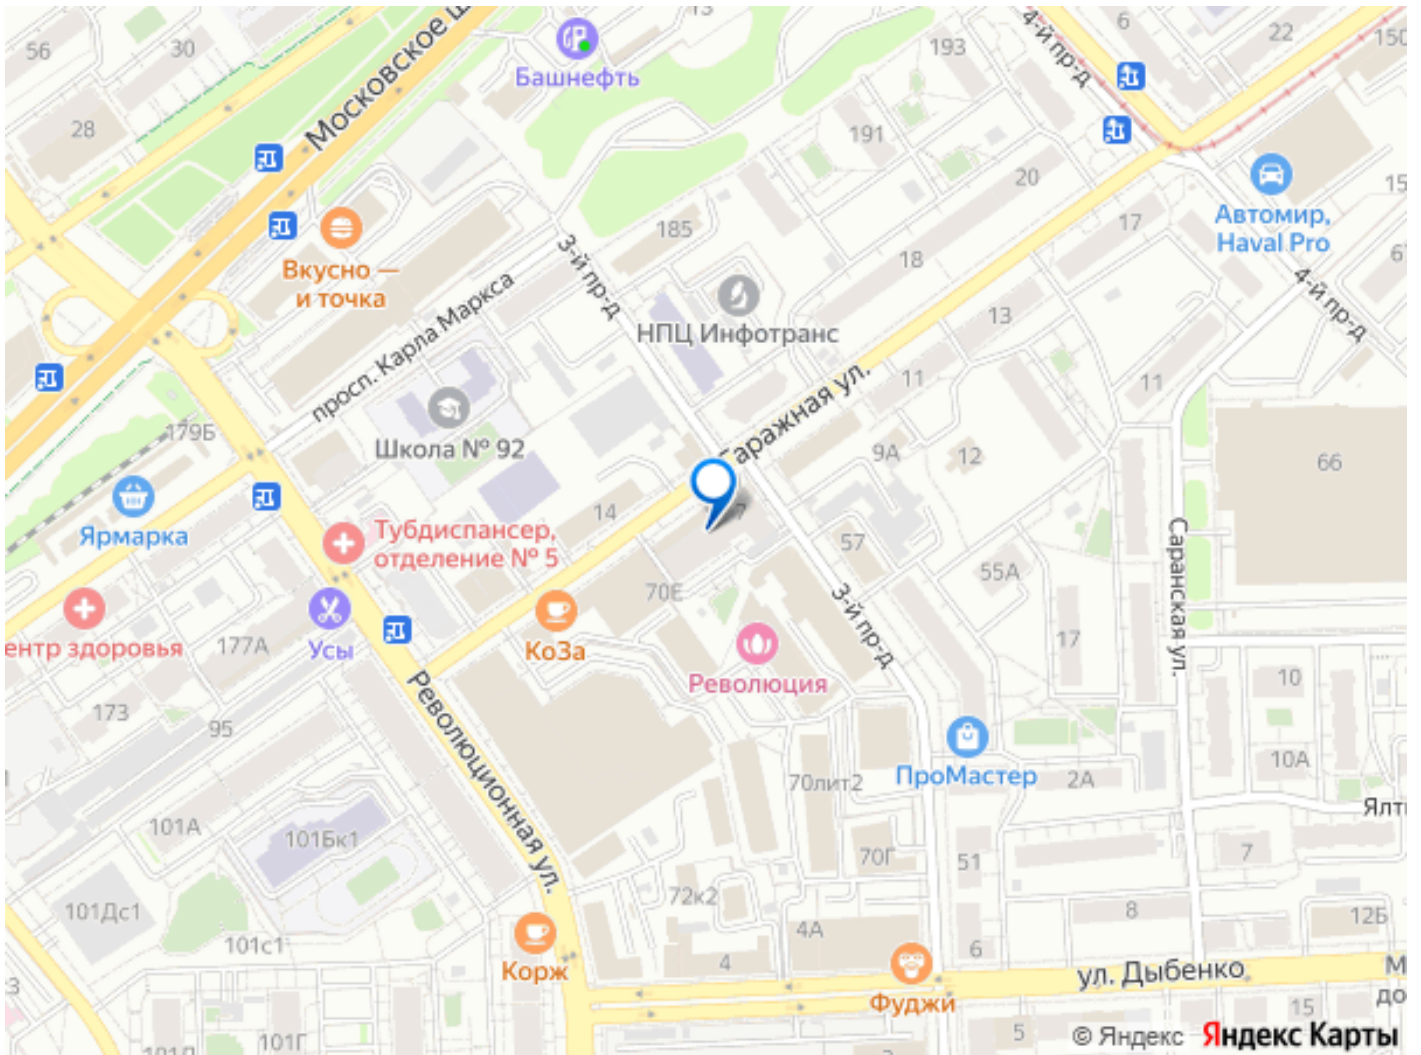 56
30
Московское ш
13
Башнефть
193
4-й пр-д
6
22
150
28
191
20
15
17
Автомир,
Haval Pro
185
18
3-й пр-д
Вкусно —
и точка
просп. Карла Маркса
НПЦ Инфотранс
13
4-й пр-д
67
11
11
179Б
Школа № 92
Гаражная ул.
9А
12
66
Ярмарка
14
7
Тубдиспансер,
отделение № 5
57
55А
Саранская ул.
70Е
3-й пр-д
ентр здоровья
177А
Усы
КоЗа
17
Революция
10
173
95
Революционная ул.
ПроМастер
2А
10А
70лит2
Ялт
101А
101Бк1
70Г
51
7
101Дс1
72к2
8
12Б
101с1
4А
6
Корж
4
ул. Дыбенко
М
до
3
Фуджи
15
101Г
5
© Яндекс Яндекс Карты